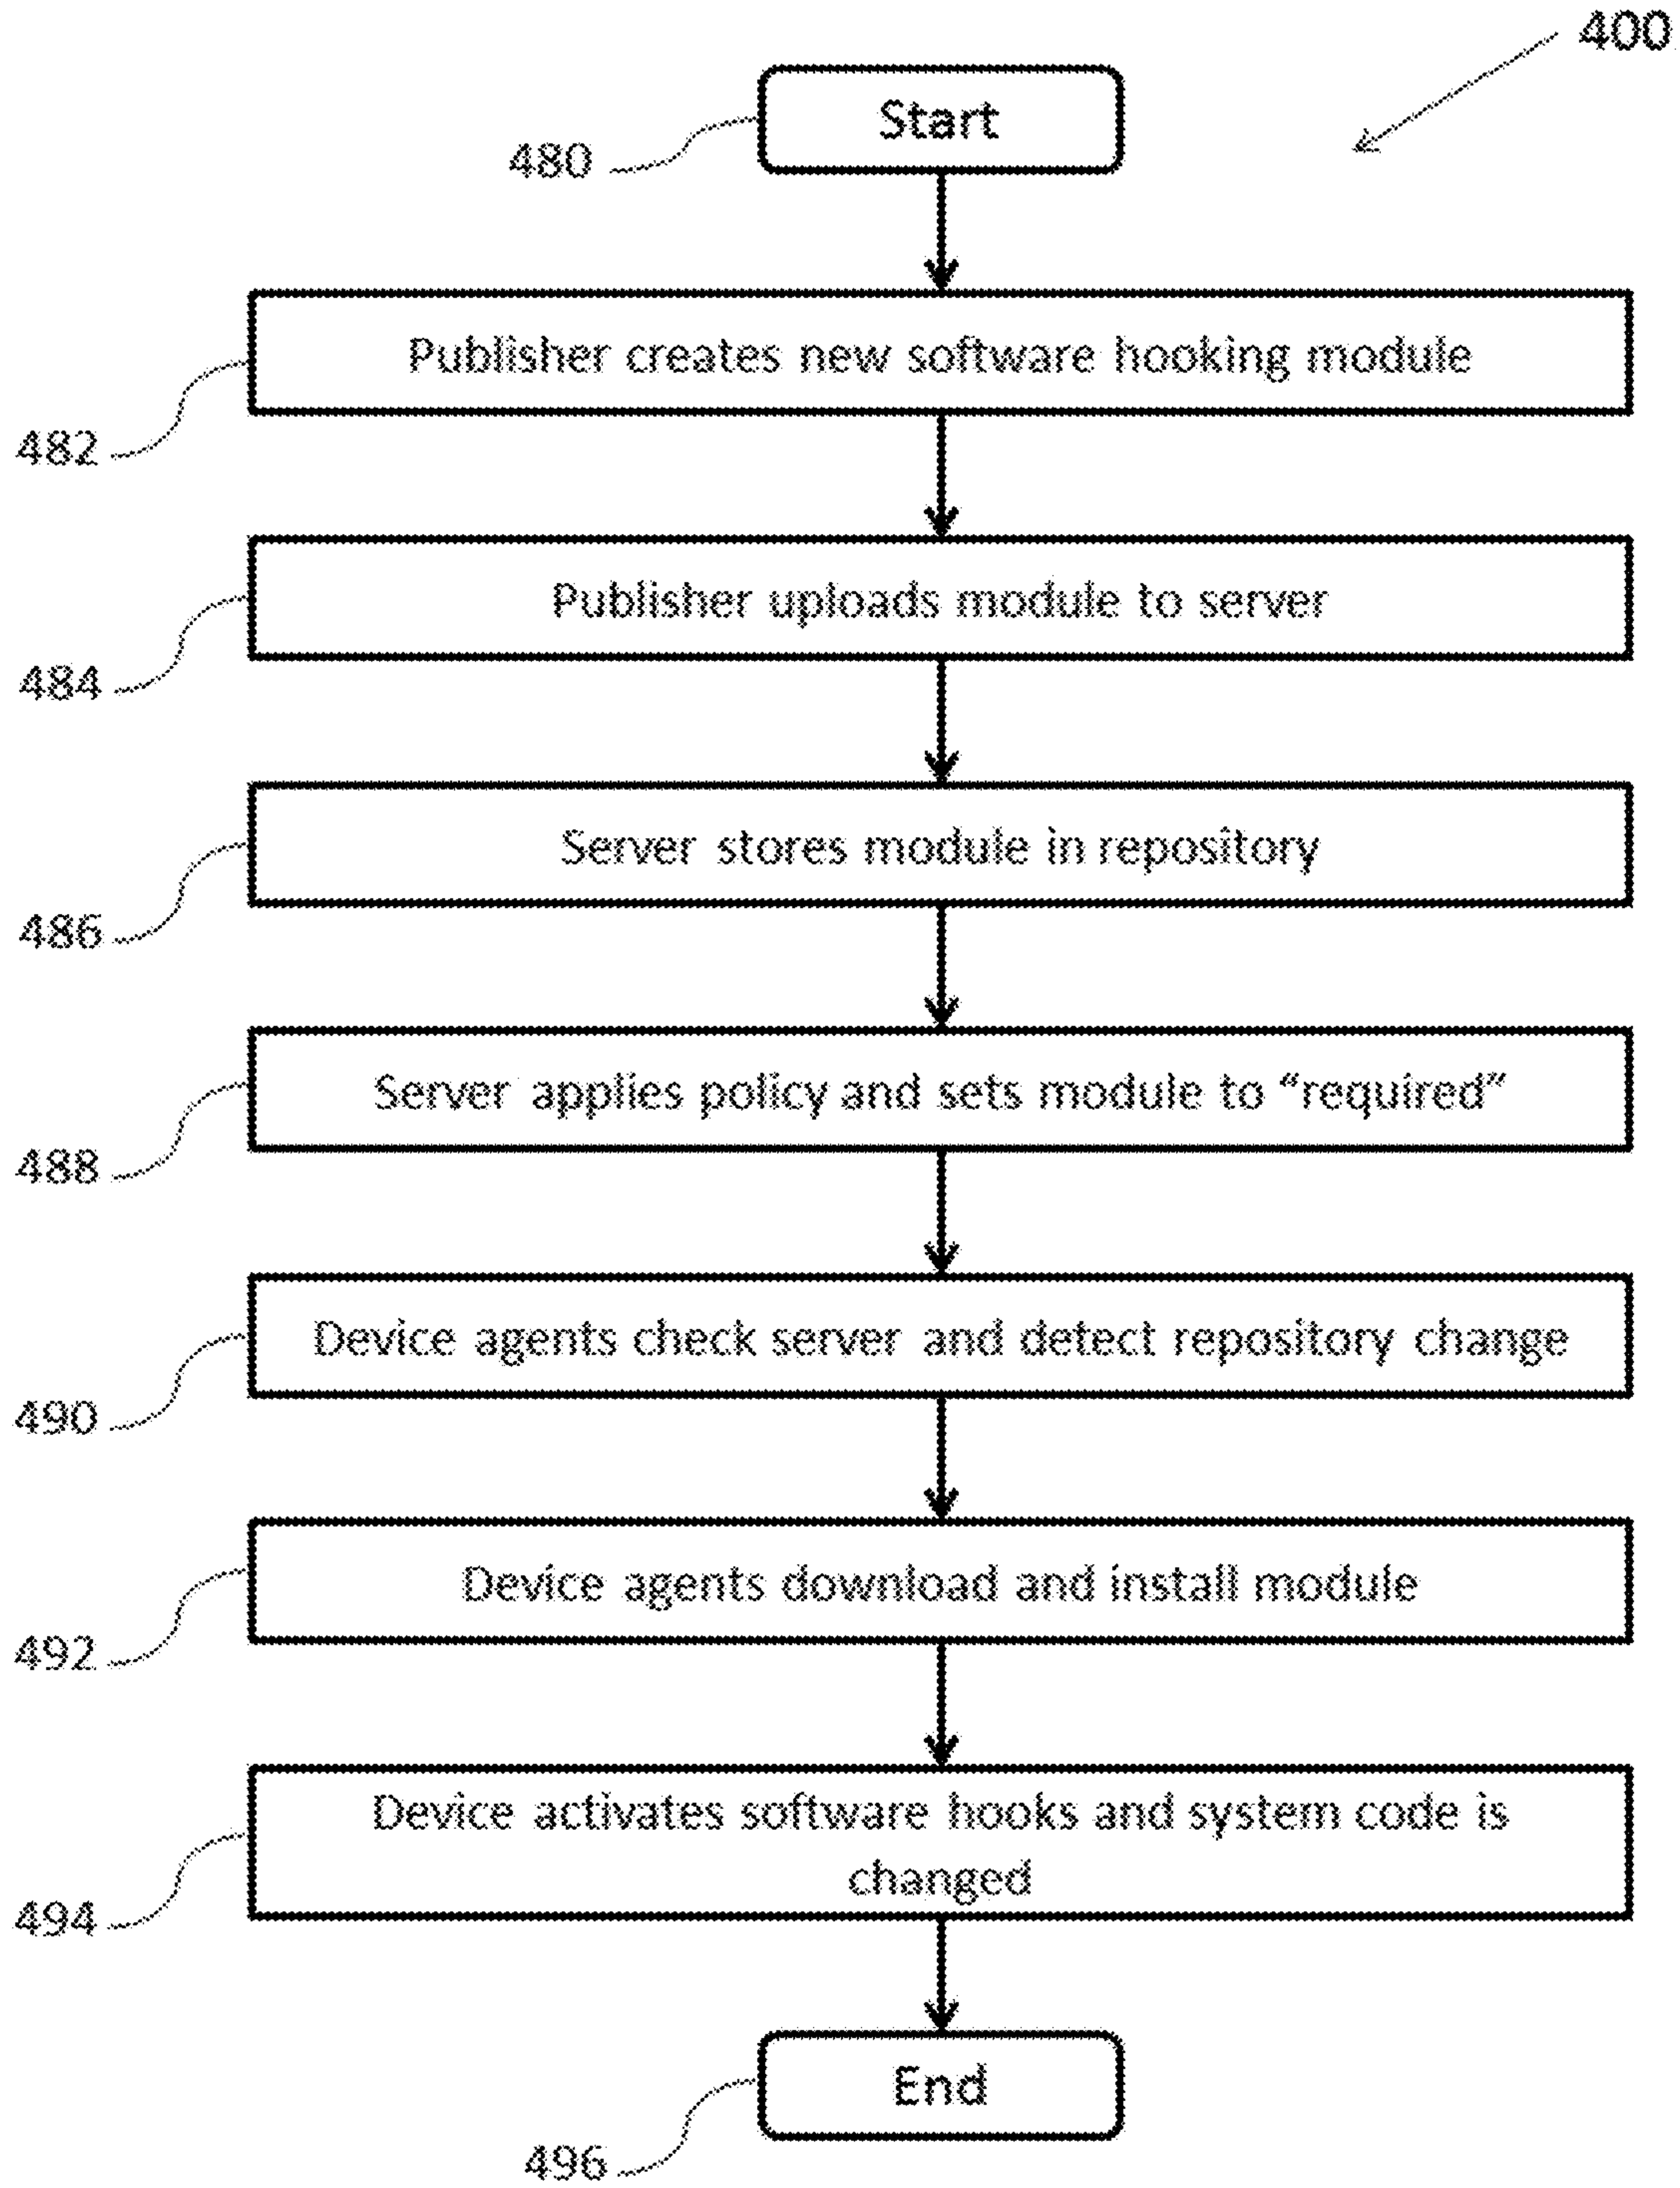 400
Start
480
Publisher creates new software hooking module
482
Publisher uploads module to server
484
Server stores module in repository
486
Server applies policy and sets module to “required”
488
Device agents check server and detect repository change
490
Device agents download and install module
492
Device activates software hooks and system code is
changed
494
End
496